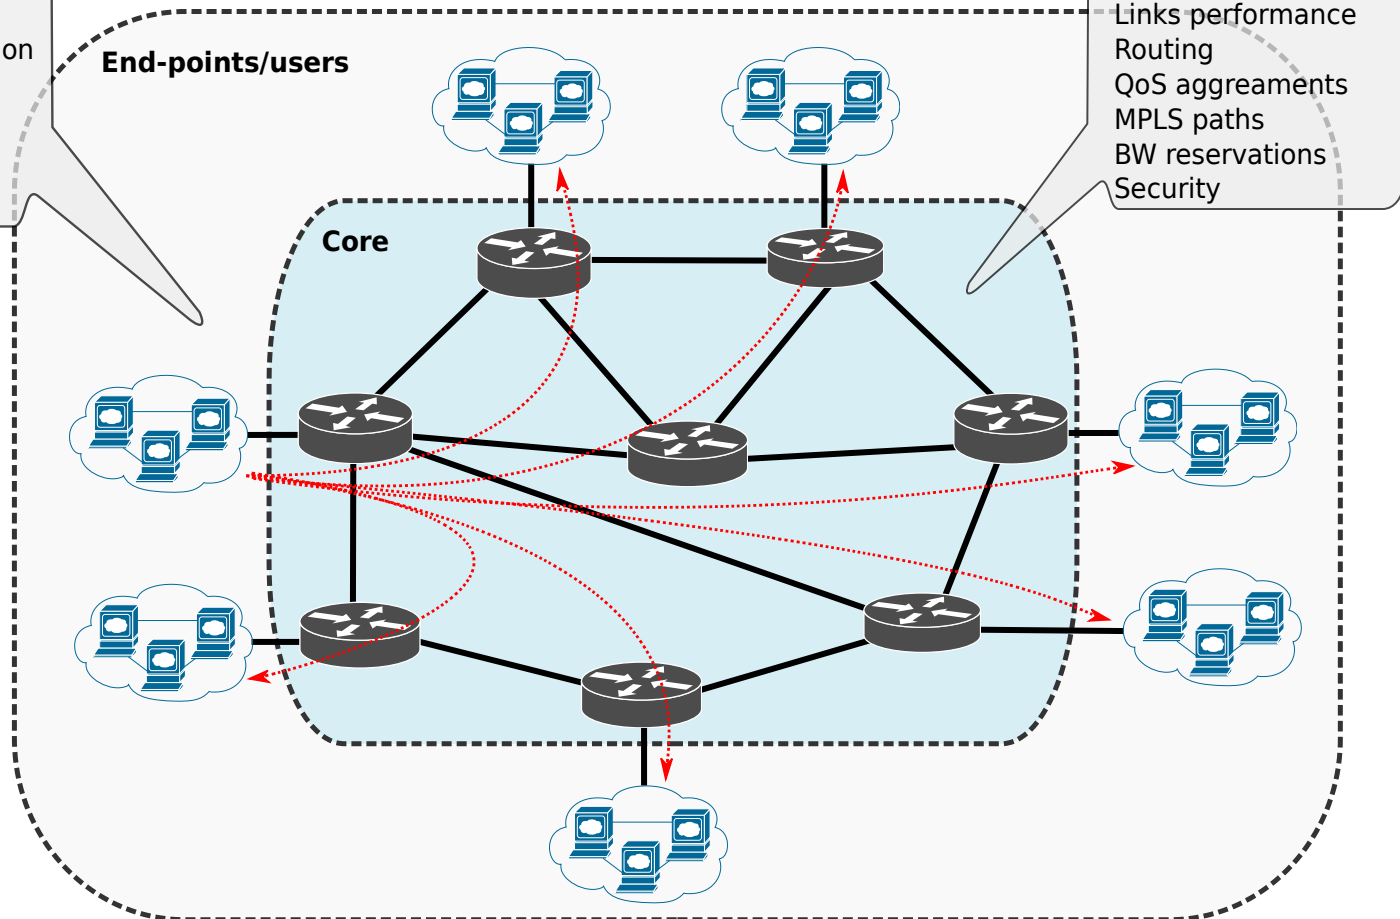 on
End-points/users
Links performance
Routing
QoS aggreaments
MPLS paths
BW reservations
Security
Core